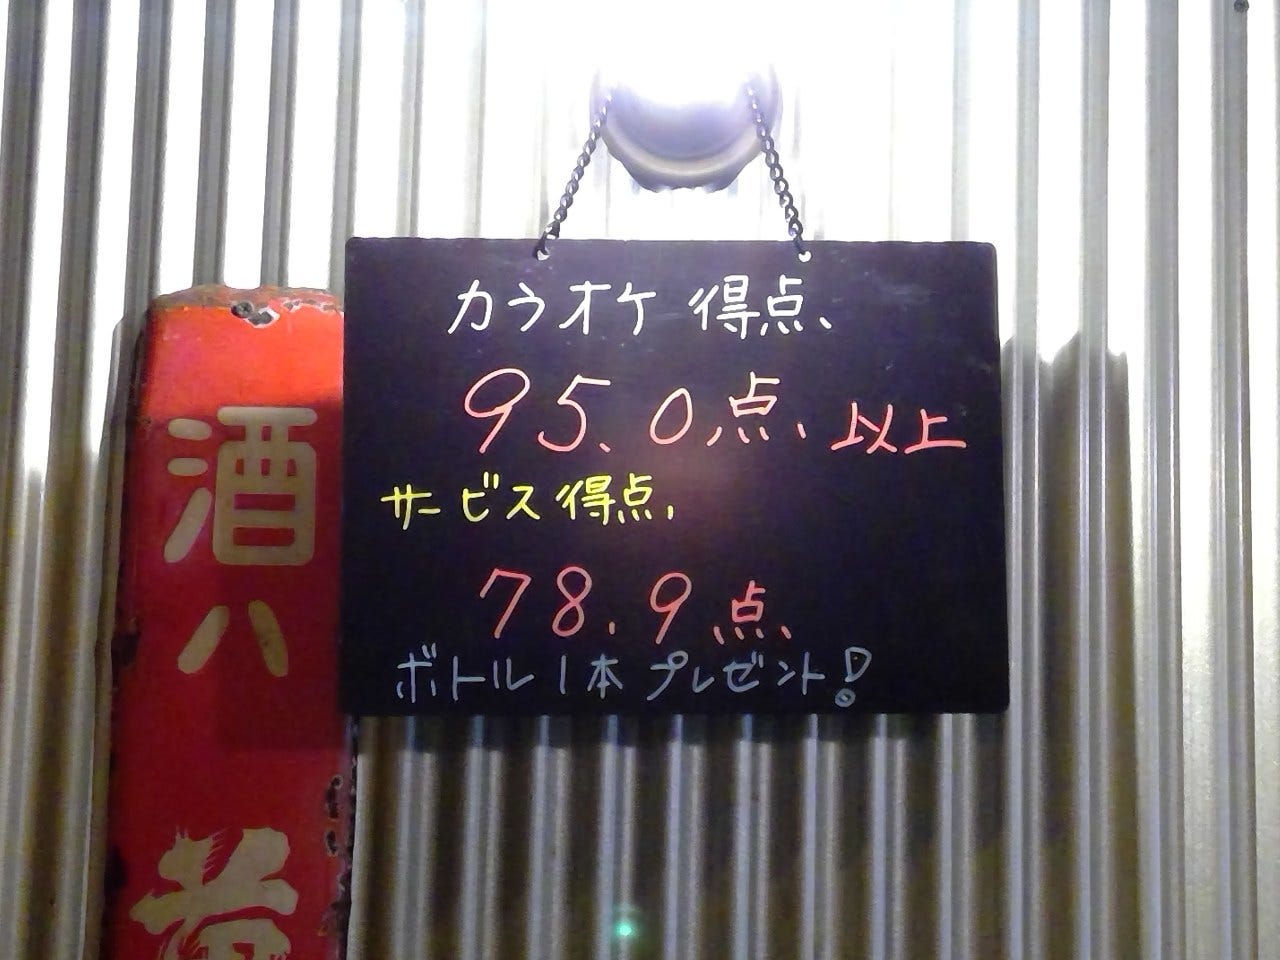 カラオケ 得点、
95.0点、以上
サービス得点、
78.9点、
ボトル1本プレゼント!
酒ハ